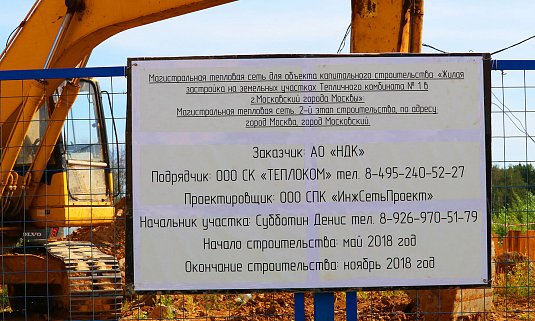 Магистральная тепловая сеть для объекта капитального строительства «Жилая
застройка на земельных участках Тепличного комбината № 1 в
г.Московский города Москвы»
Магистральная тепловая сеть. 2-й этап строительства, по адресу
город Москва, город Московский.
Заказчик: АО «НДК»
Подрядчик: ООО СК «ТЕПЛОКОМ» тел. 8-495-240-52-27
Проектировщик: ООО СПК «ИнжСетьПроект»
Начальник участка: Субботин Денис тел. 8-926-970-51-79
Начало строительства: май 2018 год
Окончание строительства: ноябрь 2018 год
VOLVO